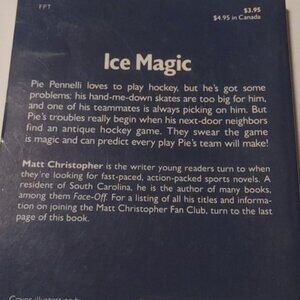 FPT
$3.95
$4.95 in Canada
Ice Magic
Pie Pennelli loves to play hockey, but he's got some
problems: his hand-me-down skates are too big for him,
and one of his teammates is always picking on him. But
Pie's troubles really begin when his next-door neighbors
find an antique hockey game. They swear the game
is magic and can predict every play Pie's team will make!
Matt Christopher is the writer young readers turn to when
they're looking for fast-paced, action-packed sports novels. A
resident of South Carolina, he is the author of many books,
among them Face-Off. For a listing of all his titles and informa-
tion on joining the Matt Christopher Fan Club, turn to the last
page of this book.
Cover illustration by